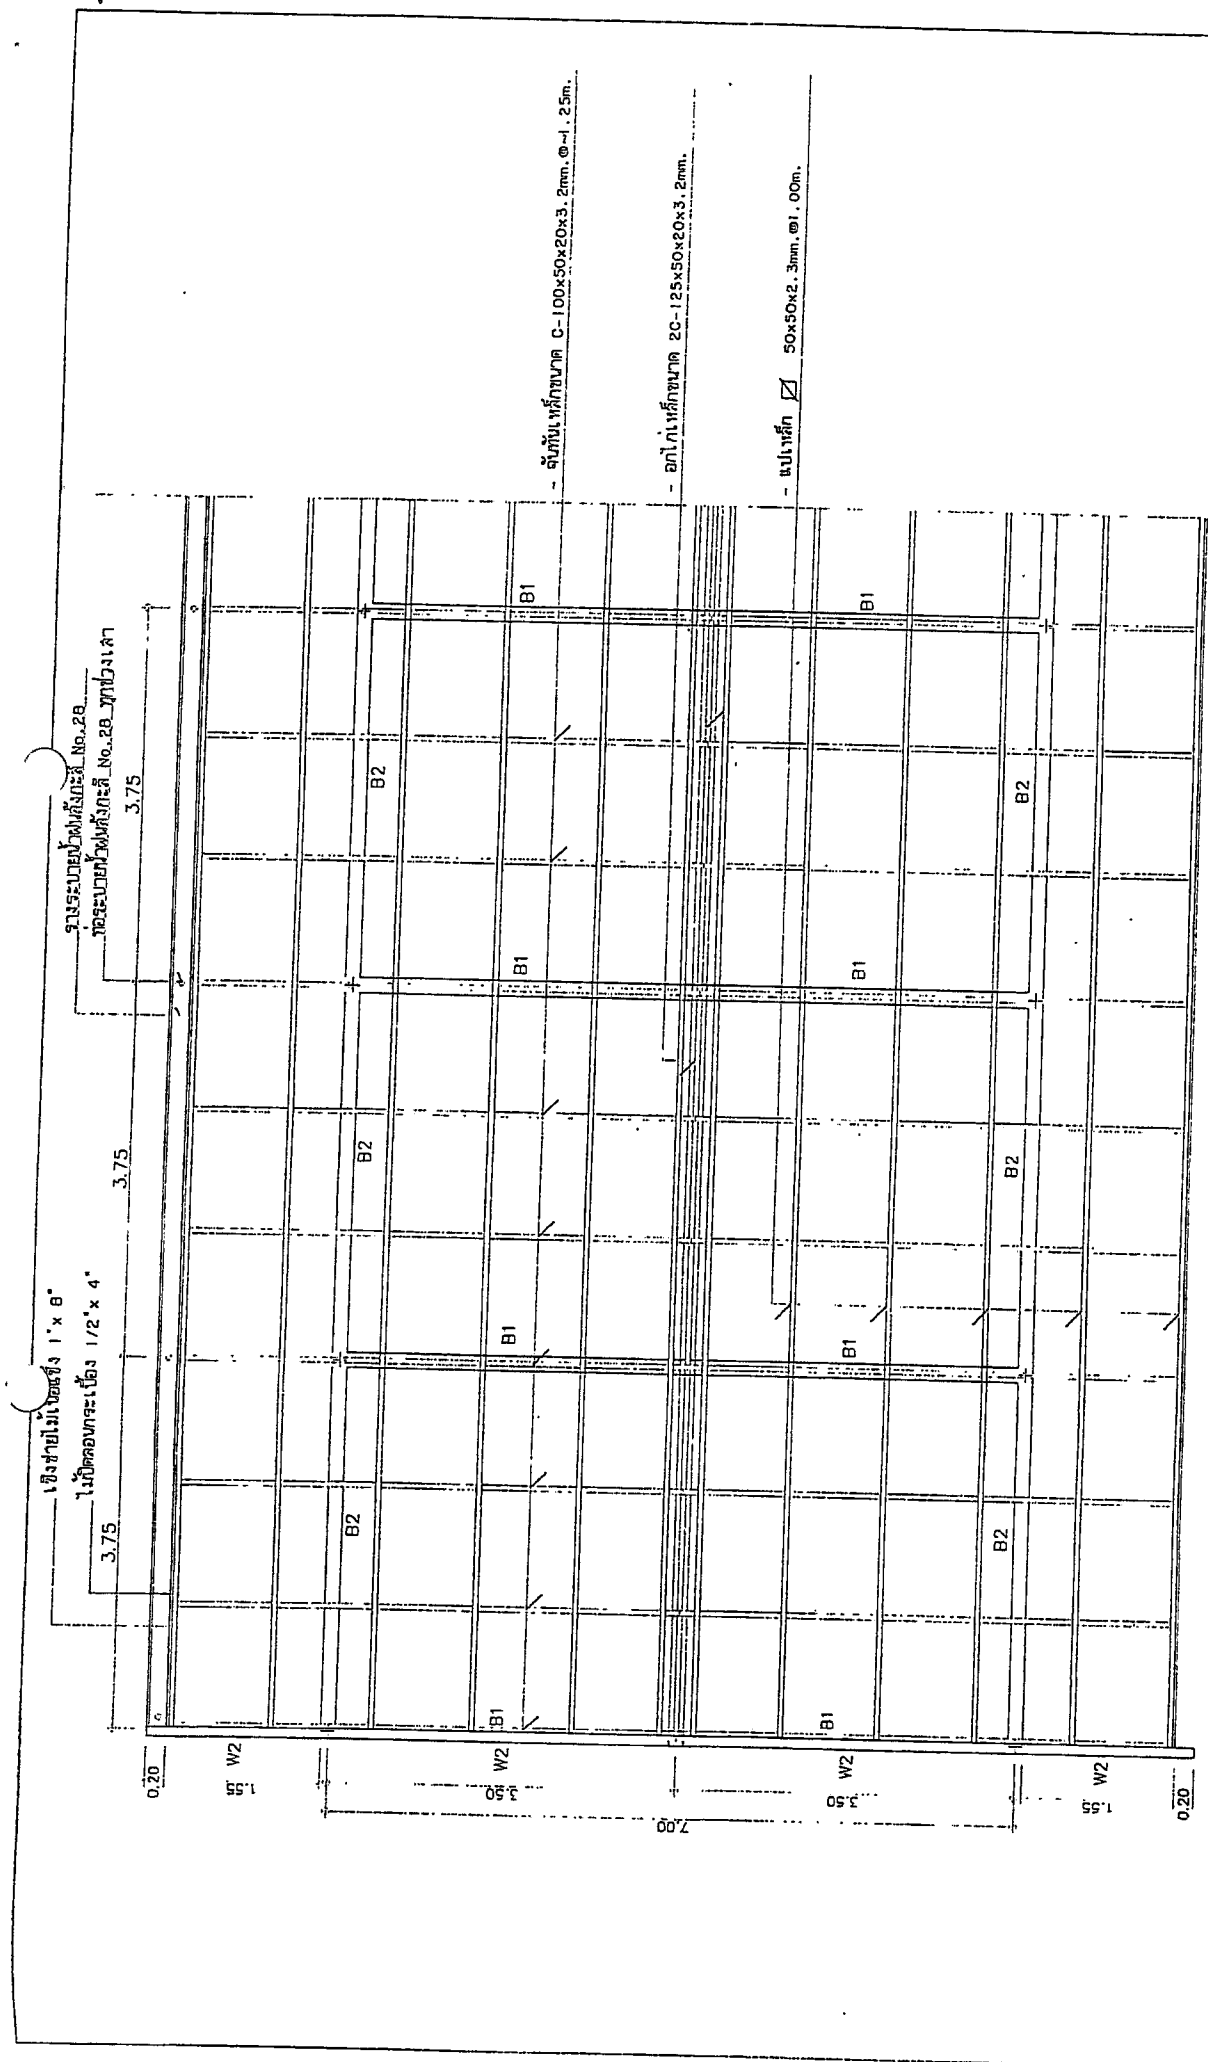 เชิงชายไม้เนื้อแข็ง 1"x 8"
ไม้ปิดลอนกระเบื้อง 1/2"x 4"
รางระบายน้ำฝนสังกะสี No.28
ท่อระบายน้ำฝนสังกะสี No.28 ทุกช่วงเสา
3.75
3.75
3.75
- จันทันเหล็กขนาด C-100x50x20x3.2mm.@~1.25m.
- อกไก่เหล็กขนาด 2C-125x50x20x3.2mm.
- แปเหล็ก 50x50x2.3mm.@1.00m.
B2
B2
B2
B1
B1
B1
B1
B1
B1
B1
B1
B2
B2
B2
0.20
1.55
W2
3.50
W2
7.00
3.50
W2
1.55
W2
0.20